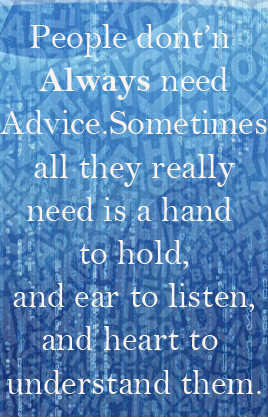 People dont'n
Always need
Advice.Sometimes
all they really
need is a hand
to hold,
and ear to listen,
and heart to
understand them.